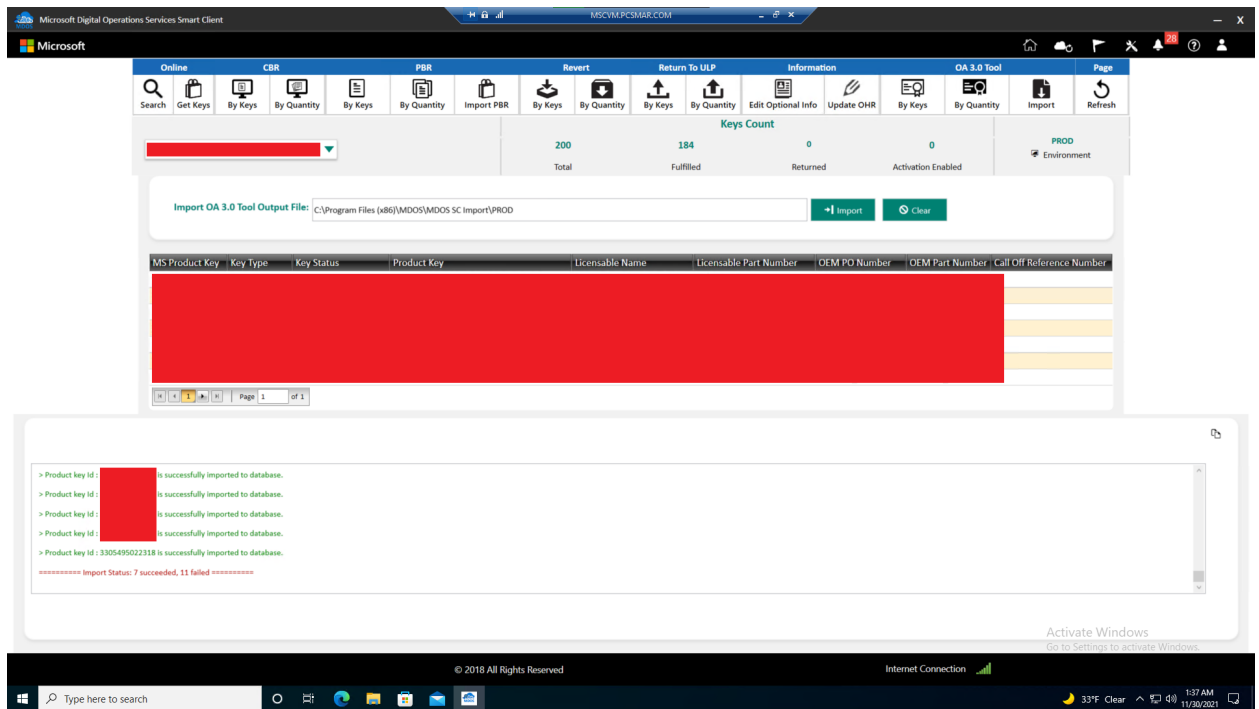 Microsoft Digital Operations Services Smart Client
MSCVM.PCSMAR.COM
Microsoft
28
Online CBR PBR Revert Return To ULP Information OA 3.0 Tool Page
Search Get Keys By Keys By Quantity By Keys By Quantity Import PBR By Keys By Quantity By Keys By Quantity Edit Optional Info Update OHR By Keys By Quantity Import Refresh
Keys Count
200 184 0 0 PROD
Environment
Total Fulfilled Returned Activation Enabled
Import OA 3.0 Tool Output File: C:\Program Files (x86)\MDOS\MDOS SC Import\PROD Import Clear
MS Product Key Key Type Key Status Product Key Licensable Name Licensable Part Number OEM PO Number OEM Part Number Call Off Reference Number
1 Page 1 of 1
> Product key Id : is successfully imported to database.
> Product key Id : is successfully imported to database.
> Product key Id : is successfully imported to database.
> Product key Id : is successfully imported to database.
> Product key Id : 3305495022318 is successfully imported to database.
========== Import Status: 7 succeeded, 11 failed ==========
Activate Windows
Go to Settings to activate Windows.
© 2018 All Rights Reserved Internet Connection
Type here to search 33°F Clear 1:37 AM
11/30/2021